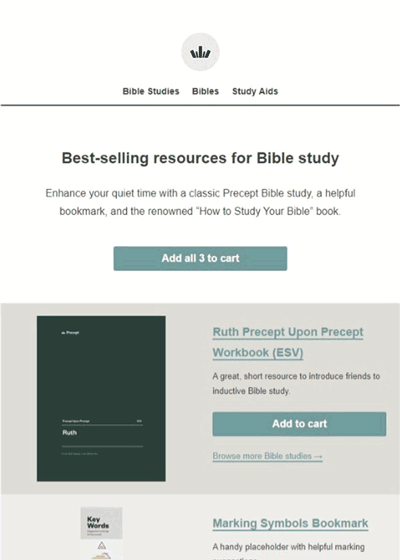 Bible Studies Bibles Study Aids
Best-selling resources for Bible study
Enhance your quiet time with a classic Precept Bible study, a helpful
bookmark, and the renowned "How to Study Your Bible" book.
Add all 3 to cart
Precept
Precept Upon Precept
Ruth
Ruth Precept Upon Precept
Workbook (ESV)
A great, short resource to introduce friends to
inductive Bible study.
Add to cart
Browse more Bible studies →
Key
Words
Marking Symbols Bookmark
A handy placeholder with helpful marking